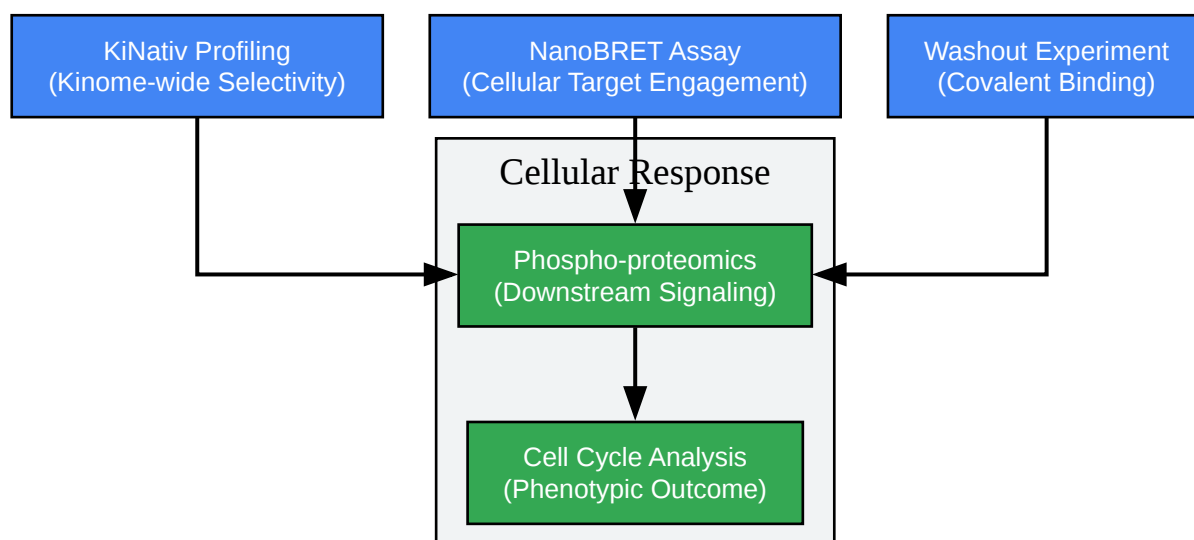 KiNativ Profiling
(Kinome-wide Selectivity)
NanoBRET Assay
(Cellular Target Engagement)
Washout Experiment
(Covalent Binding)
Cellular Response
Phospho-proteomics
(Downstream Signaling)
Cell Cycle Analysis
(Phenotypic Outcome)